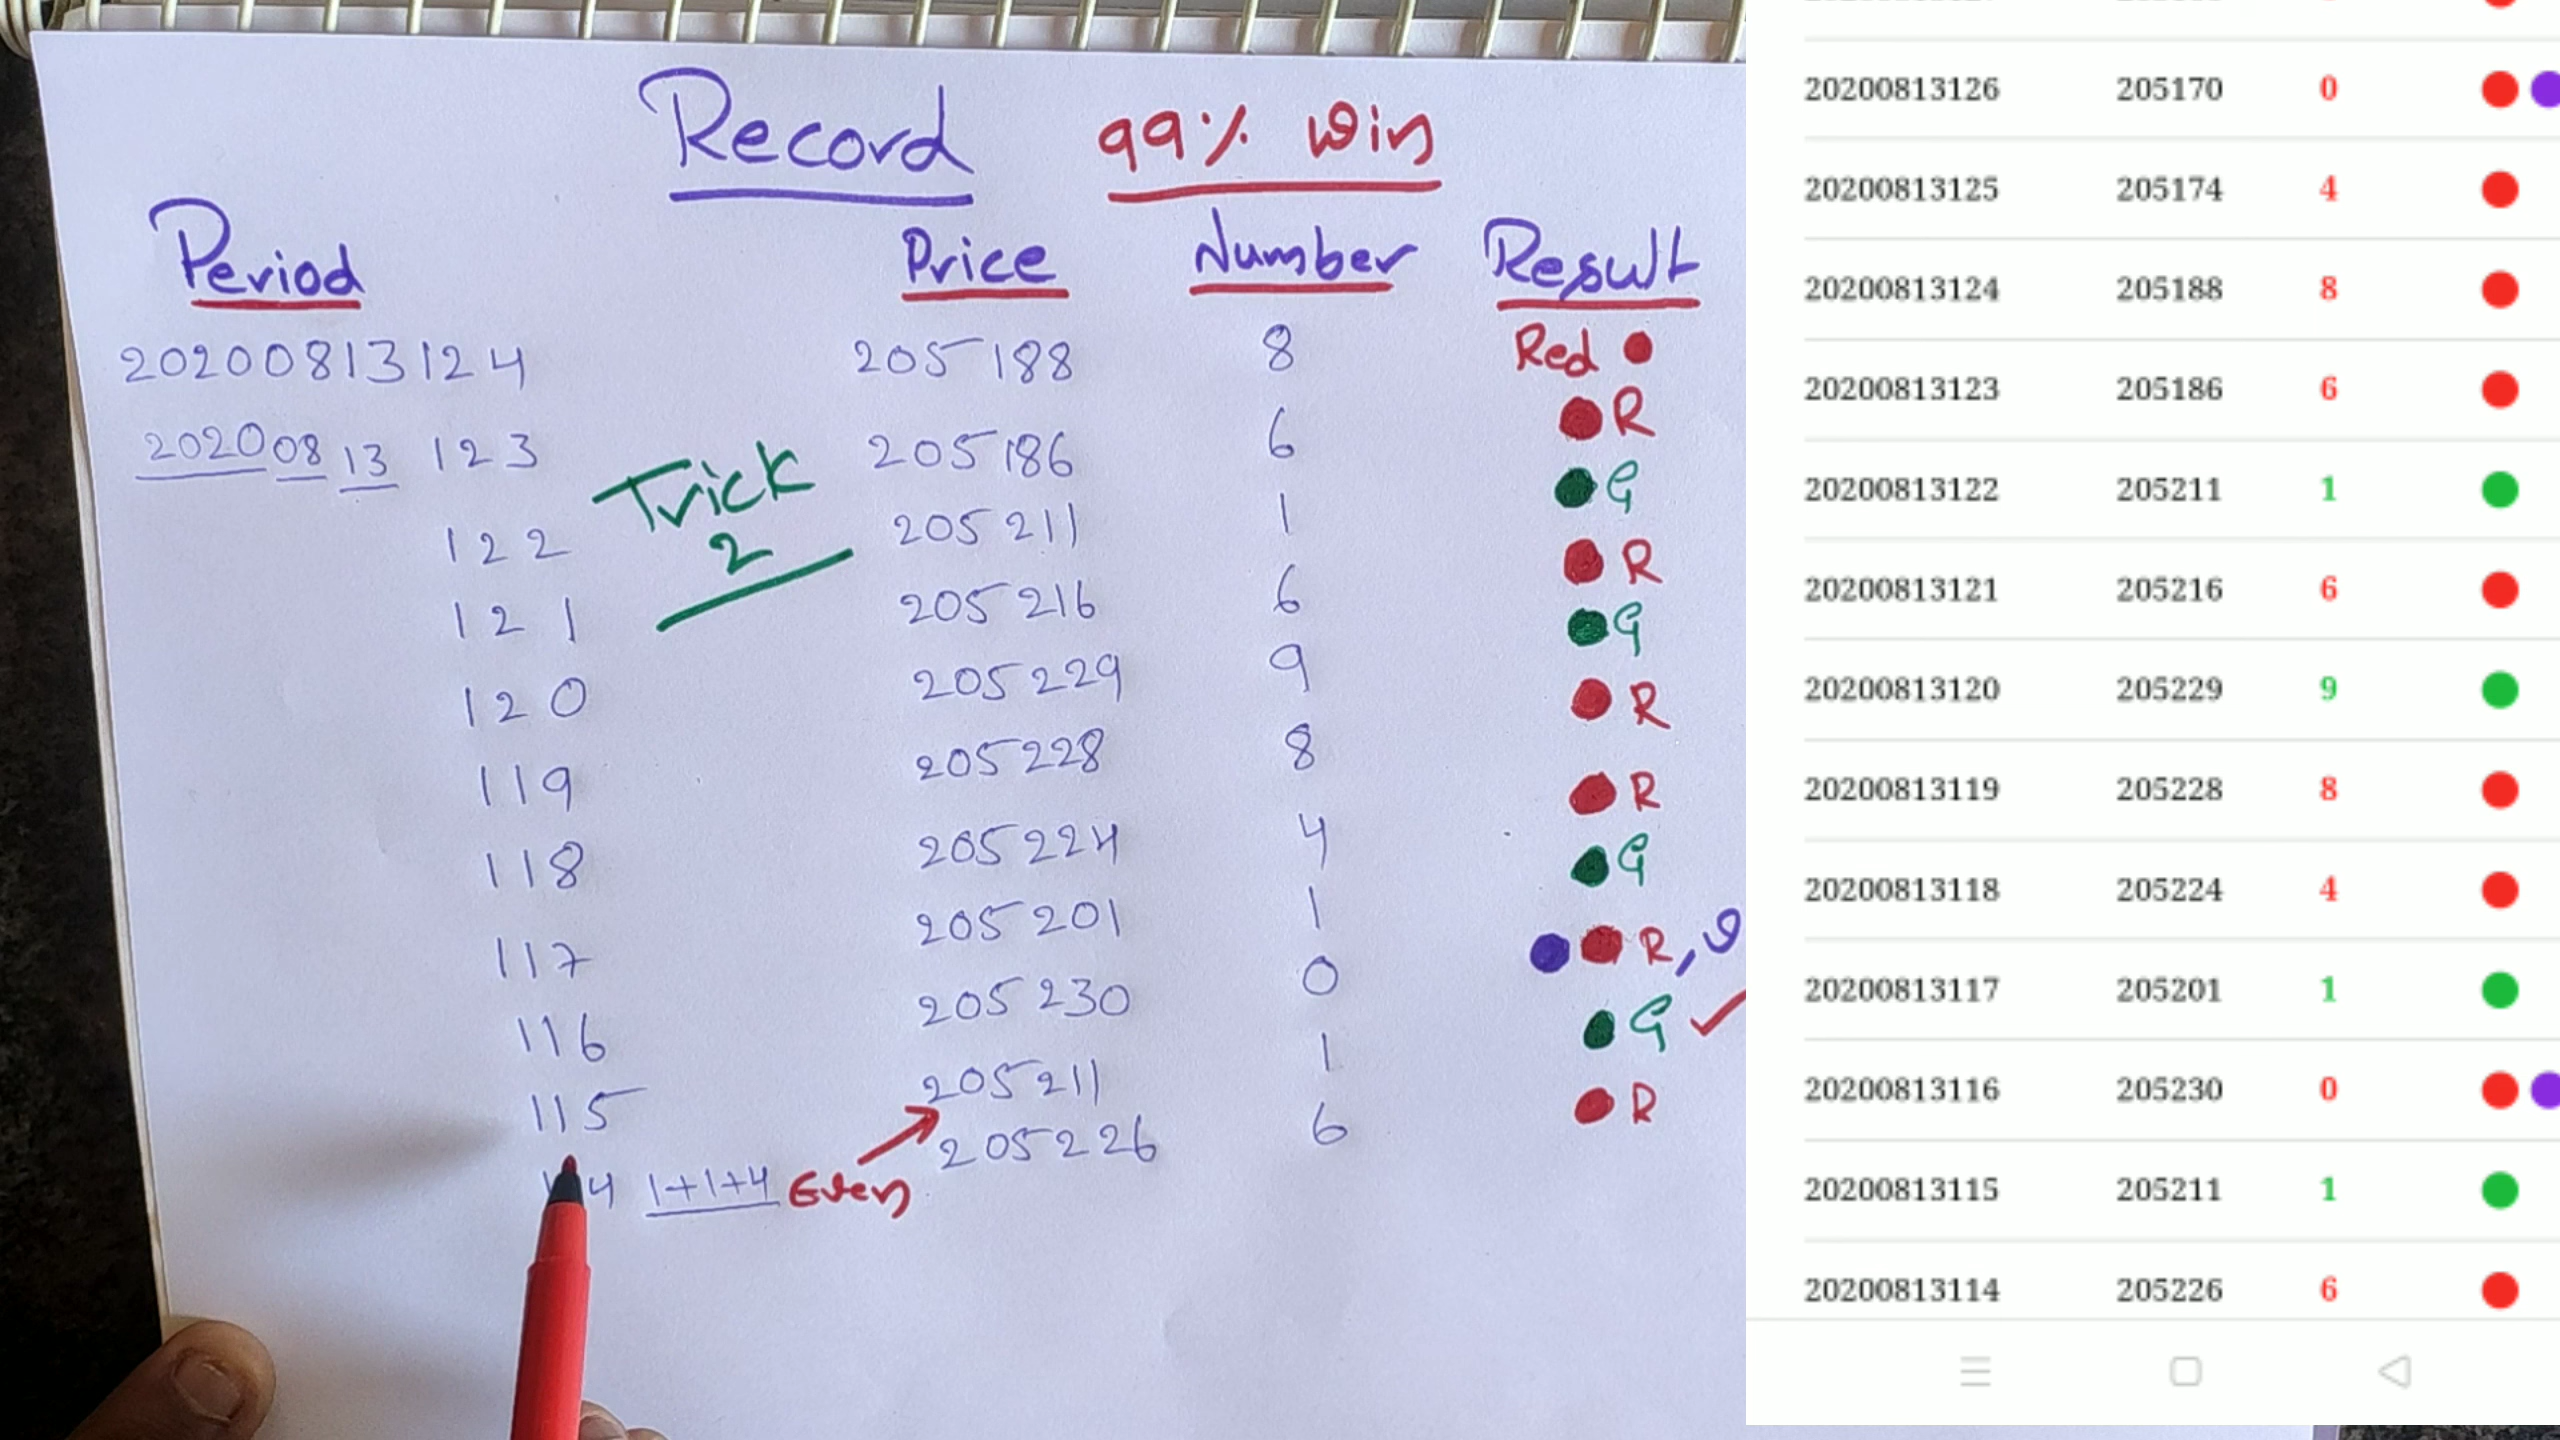 Record 99% Win
Period Price Number Result
20200813124 205188 8 Red
20200813 123 205186 6 R
122 205211 1 G
121 205216 6 R
120 205229 9 G
119 205228 8 R
118 205224 4 R
117 205201 1 G
116 205230 0 R, V
115 205211 1 G
1+1+4 Even 205226 6 R
Trick
2
20200813126 205170 0
20200813125 205174 4
20200813124 205188 8
20200813123 205186 6
20200813122 205211 1
20200813121 205216 6
20200813120 205229 9
20200813119 205228 8
20200813118 205224 4
20200813117 205201 1
20200813116 205230 0
20200813115 205211 1
20200813114 205226 6